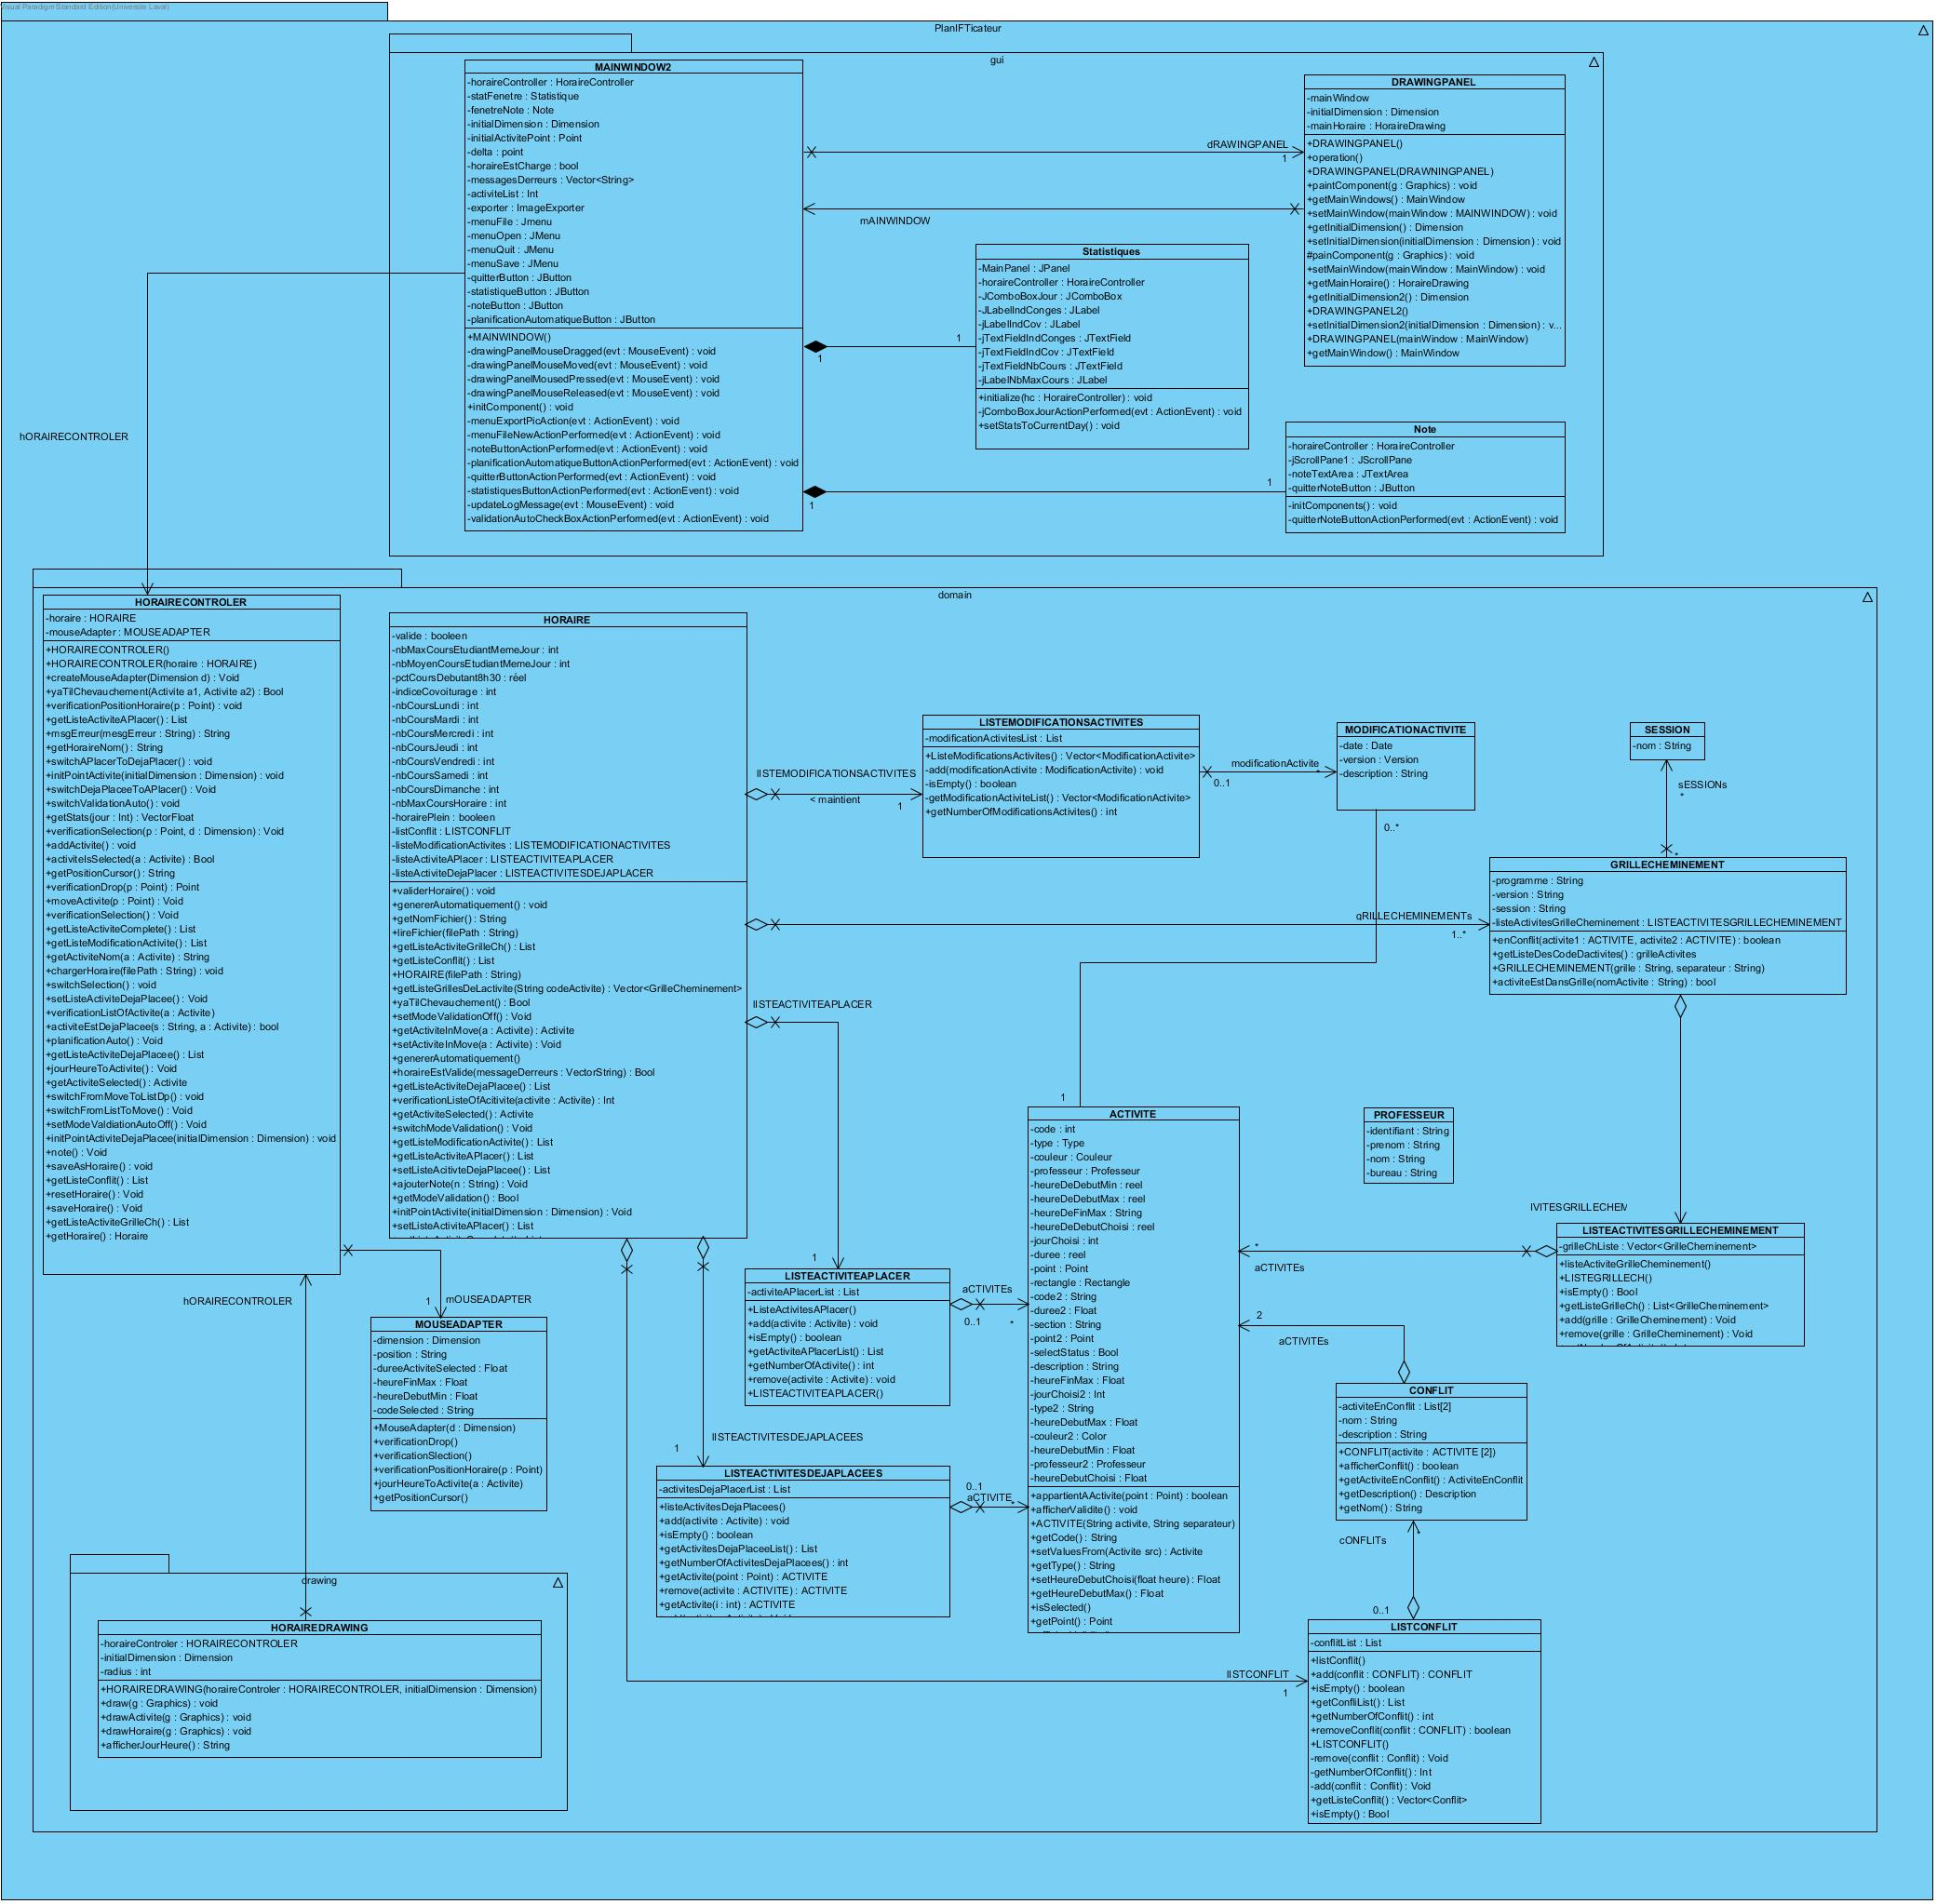 Visual Paradigm Standard Edition(Universite Laval)
PlanIFTicateur
gui
MAINWINDOW2
-horaireController : HoraireController
-statFenetre : Statistique
-fenetreNote : Note
-initialDimension : Dimension
-initialActivitePoint : Point
-delta : point
-horaireEstCharge : bool
-messagesDerreurs : Vector<String>
-activiteList : Int
-exporter : ImageExporter
-menuFile : Jmenu
-menuOpen : JMenu
-menuQuit : JMenu
-menuSave : JMenu
-quitterButton : JButton
-statistiqueButton : JButton
-noteButton : JButton
-planificationAutomatiqueButton : JButton
+MAINWINDOW()
-drawingPanelMouseDragged(evt : MouseEvent) : void
-drawingPanelMouseMoved(evt : MouseEvent) : void
-drawingPanelMousedPressed(evt : MouseEvent) : void
-drawingPanelMouseReleased(evt : MouseEvent) : void
+initComponent() : void
-menuExportPicAction(evt : ActionEvent) : void
-menuFileNewActionPerformed(evt : ActionEvent) : void
-noteButtonActionPerformed(evt : ActionEvent) : void
-planificationAutomatiqueButtonActionPerformed(evt : ActionEvent) : void
-quitterButtonActionPerformed(evt : ActionEvent) : void
-statistiquesButtonActionPerformed(evt : ActionEvent) : void
-updateLogMessage(evt : MouseEvent) : void
-validationAutoCheckBoxActionPerformed(evt : ActionEvent) : void
dRAWINGPANEL
1
mAINWINDOW
1
1
1
1
DRAWINGPANEL
-mainWindow
-initialDimension : Dimension
-mainHoraire : HoraireDrawing
+DRAWINGPANEL()
+operation()
+DRAWINGPANEL(DRAWNINGPANEL)
+paintComponent(g : Graphics) : void
+getMainWindows() : MainWindow
+setMainWindow(mainWindow : MAINWINDOW) : void
+getInitialDimension() : Dimension
+setInitialDimension(initialDimension : Dimension) : void
#painComponent(g : Graphics) : void
+setMainWindow(mainWindow : MainWindow) : void
+getMainHoraire() : HoraireDrawing
+getInitialDimension2() : Dimension
+DRAWINGPANEL2()
+setInitialDimension2(initialDimension : Dimension) : v...
+DRAWINGPANEL(mainWindow : MainWindow)
+getMainWindow() : MainWindow
Statistiques
-MainPanel : JPanel
-horaireController : HoraireController
-JComboBoxJour : JComboBox
-JLabelIndConges : JLabel
-jLabelIndCov : JLabel
-jTextFieldIndConges : JTextField
-jTextFieldIndCov : JTextField
-jTextFieldNbCours : JTextField
-jLabelNbMaxCours : JLabel
+initialize(hc : HoraireController) : void
-jComboBoxJourActionPerformed(evt : ActionEvent) : void
+setStatsToCurrentDay() : void
Note
-horaireController : HoraireController
-jScrollPane1 : JScrollPane
-noteTextArea : JTextArea
-quitterNoteButton : JButton
-initComponents() : void
-quitterNoteButtonActionPerformed(evt : ActionEvent) : void
hORAIRECONTROLER
domain
HORAIRECONTROLER
-horaire : HORAIRE
-mouseAdapter : MOUSEADAPTER
+HORAIRECONTROLER()
+HORAIRECONTROLER(horaire : HORAIRE)
+createMouseAdapter(Dimension d) : Void
+yaTilChevauchement(Activite a1, Activite a2) : Bool
+verificationPositionHoraire(p : Point) : void
+getListeActiviteAPlacer() : List
+msgErreur(mesgErreur : String) : String
+getHoraireNom() : String
+switchAPlacerToDejaPlacer() : void
+initPointActivite(initialDimension : Dimension) : void
+switchDejaPlaceeToAPlacer() : Void
+switchValidationAuto() : void
+getStats(jour : Int) : VectorFloat
+verificationSelection(p : Point, d : Dimension) : Void
+addActivite() : void
+activiteIsSelected(a : Activite) : Bool
+getPositionCursor() : String
+verificationDrop(p : Point) : Point
+moveActivite(p : Point) : Void
+verificationSelection() : Void
+getListeActiviteComplete() : List
+getListeModificationActivite() : List
+getActiviteNom(a : Activite) : String
+chargerHoraire(filePath : String) : void
+switchSelection() : void
+setListeActiviteDejaPlacee() : Void
+verificationListOfActivite(a : Activite)
+activiteEstDejaPlacee(s : String, a : Activite) : bool
+planificationAuto() : Void
+getListeActiviteDejaPlacee() : List
+jourHeureToActivite() : Void
+getActiviteSelected() : Activite
+switchFromMoveToListDp() : void
+switchFromListToMove() : Void
+setModeValdiationAutoOff() : Void
+initPointActiviteDejaPlacee(initialDimension : Dimension) : void
+note() : Void
+saveAsHoraire() : void
+getListeConflit() : List
+resetHoraire() : Void
+saveHoraire() : Void
+getListeActiviteGrilleCh() : List
+getHoraire() : Horaire
HORAIRE
-valide : booleen
-nbMaxCoursEtudiantMemeJour : int
-nbMoyenCoursEtudiantMemeJour : int
-pctCoursDebutant8h30 : réel
-indiceCovoiturage : int
-nbCoursLundi : int
-nbCoursMardi : int
-nbCoursMercredi : int
-nbCoursJeudi : int
-nbCoursVendredi : int
-nbCoursSamedi : int
-nbCoursDimanche : int
-nbMaxCoursHoraire : int
-horairePlein : booleen
-listConflit : LISTCONFLIT
-listeModificationActivites : LISTEMODIFICATIONACTIVITES
-listeActiviteAPlacer : LISTEACTIVITEAPLACER
-listeActiviteDejaPlacer : LISTEACTIVITESDEJAPLACER
+validerHoraire() : void
+genererAutomatiquement() : void
+getNomFichier() : String
+lireFichier(filePath : String)
+getListeActiviteGrilleCh() : List
+getListeConflit() : List
+HORAIRE(filePath : String)
+getListeGrillesDeLactivite(String codeActivite) : Vector<GrilleCheminement>
+yaTilChevauchement() : Bool
+setModeValidationOff() : Void
+getActiviteInMove(a : Activite) : Activite
+setActiviteInMove(a : Activite) : Void
+genererAutomatiquement()
+horaireEstValide(messageDerreurs : VectorString) : Bool
+getListeActiviteDejaPlacee() : List
+verificationListeOfAcitivite(activite : Activite) : Int
+getActiviteSelected() : Activite
+switchModeValidation() : Void
+getListeModificationActivite() : List
+getListeActiviteAPlacer() : List
+setListeAcitivteDejaPlacee() : List
+ajouterNote(n : String) : Void
+getModeValidation() : Bool
+initPointActivite(initialDimension : Dimension) : Void
+setListeActiviteAPlacer() : List
lISTEMODIFICATIONSACTIVITES
< maintient
1
LISTEMODIFICATIONSACTIVITES
-modificationActivitesList : List
+ListeModificationsActivites() : Vector<ModificationActivite>
-add(modificationActivite : ModificationActivite) : void
-isEmpty() : boolean
-getModificationActiviteList() : Vector<ModificationActivite>
+getNumberOfModificationsActivites() : int
modificationActivite
0..1
*
MODIFICATIONACTIVITE
-date : Date
-version : Version
-description : String
0..*
SESSION
-nom : String
sESSIONs
*
*
GRILLECHEMINEMENT
-programme : String
-version : String
-session : String
-listeActivitesGrilleCheminement : LISTEACTIVITESGRILLECHEMINEMENT
+enConflit(activite1 : ACTIVITE, activite2 : ACTIVITE) : boolean
+getListeDesCodeDactivites() : grilleActivites
+GRILLECHEMINEMENT(grille : String, separateur : String)
+activiteEstDansGrille(nomActivite : String) : bool
gRILLECHEMINEMENTs
1..*
lISTEACTIVITEAPLACER
1
1
ACTIVITE
-code : int
-type : Type
-couleur : Couleur
-professeur : Professeur
-heureDeDebutMin : reel
-heureDeDebutMax : reel
-heureDeFinMax : String
-heureDeDebutChoisi : reel
-jourChoisi : int
-duree : reel
-point : Point
-rectangle : Rectangle
-code2 : String
-duree2 : Float
-section : String
-point2 : Point
-selectStatus : Bool
-description : String
-heureFinMax : Float
-jourChoisi2 : Int
-type2 : String
-heureDebutMax : Float
-couleur2 : Color
-heureDebutMin : Float
-professeur2 : Professeur
-heureDebutChoisi : Float
+appartientAActivite(point : Point) : boolean
+afficherValidite() : void
+ACTIVITE(String activite, String separateur)
+getCode() : String
+setValuesFrom(Activite src) : Activite
+getType() : String
+setHeureDebutChoisi(float heure) : Float
+getHeureDebutMax() : Float
+isSelected()
+getPoint() : Point
PROFESSEUR
-identifiant : String
-prenom : String
-nom : String
-bureau : String
IVITESGRILLECHEM
LISTEACTIVITESGRILLECHEMINEMENT
-grilleChListe : Vector<GrilleCheminement>
+listeActiviteGrilleCheminement()
+LISTEGRILLECH()
+isEmpty() : Bool
+getListeGrilleCh() : List<GrilleCheminement>
+add(grille : GrilleCheminement) : Void
+remove(grille : GrilleCheminement) : Void
*
aCTIVITEs
2
aCTIVITEs
LISTEACTIVITEAPLACER
-activiteAPlacerList : List
+ListeActivitesAPlacer()
+add(activite : Activite) : void
+isEmpty() : boolean
+getActiviteAPlacerList() : List
+getNumberOfActivite() : int
+remove(activite : Activite) : void
+LISTEACTIVITEAPLACER()
aCTIVITEs
0..1
*
hORAIRECONTROLER
1
mOUSEADAPTER
MOUSEADAPTER
-dimension : Dimension
-position : String
-dureeActiviteSelected : Float
-heureFinMax : Float
-heureDebutMin : Float
-codeSelected : String
+MouseAdapter(d : Dimension)
+verificationDrop()
+verificationSlection()
+verificationPositionHoraire(p : Point)
+jourHeureToActivite(a : Activite)
+getPositionCursor()
lISTEACTIVITESDEJAPLACEES
1
LISTEACTIVITESDEJAPLACEES
-activitesDejaPlacerList : List
+listeActivitesDejaPlacees()
+add(activite : Activite) : void
+isEmpty() : boolean
+getActivitesDejaPlaceeList() : List
+getNumberOfActivitesDejaPlacees() : int
+getActivite(point : Point) : ACTIVITE
+remove(activite : ACTIVITE) : ACTIVITE
+getActivite(i : int) : ACTIVITE
0..1
aCTIVITE
*
CONFLIT
-activiteEnConflit : List[2]
-nom : String
-description : String
+CONFLIT(activite : ACTIVITE [2])
+afficherConflit() : boolean
+getActiviteEnConflit() : ActiviteEnConflit
+getDescription() : Description
+getNom() : String
cONFLITs
*
0..1
lISTCONFLIT
1
LISTCONFLIT
-conflitList : List
+listConflit()
+add(conflit : CONFLIT) : CONFLIT
+isEmpty() : boolean
+getConfliList() : List
+getNumberOfConflit() : int
+removeConflit(conflit : CONFLIT) : boolean
+LISTCONFLIT()
-remove(conflit : Conflit) : Void
-getNumberOfConflit() : Int
-add(conflit : Conflit) : Void
+getListeConflit() : Vector<Conflit>
+isEmpty() : Bool
drawing
HORAIREDRAWING
-horaireControler : HORAIRECONTROLER
-initialDimension : Dimension
-radius : int
+HORAIREDRAWING(horaireControler : HORAIRECONTROLER, initialDimension : Dimension)
+draw(g : Graphics) : void
+drawActivite(g : Graphics) : void
+drawHoraire(g : Graphics) : void
+afficherJourHeure() : String